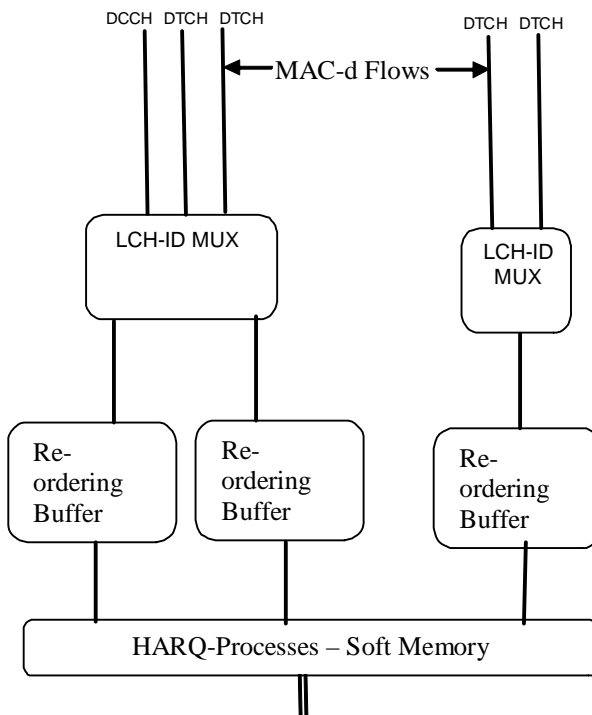 DCCH DTCH DTCH
DTCH DTCH
MAC-d Flows
LCH-ID MUX
LCH-ID
MUX
Re-
ordering
Buffer
Re-
ordering
Buffer
Re-
ordering
Buffer
HARQ-Processes – Soft Memory